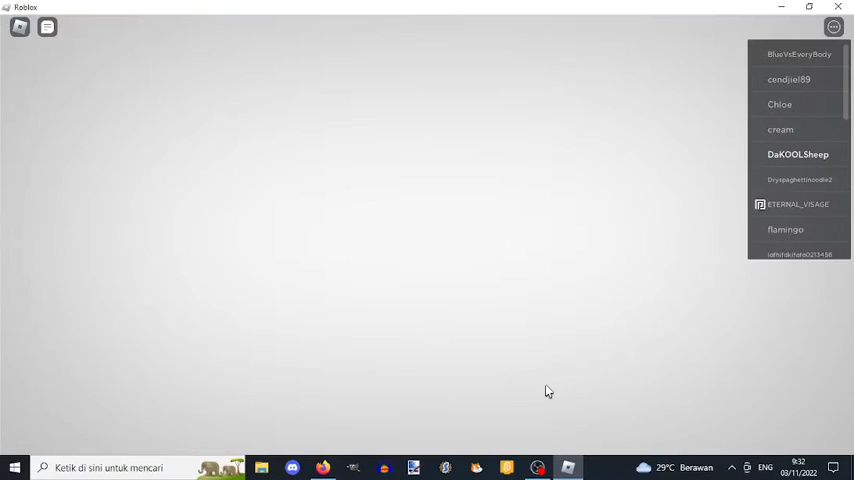 Roblox
BlueVsEveryBody
cendjiel89
Chloe
cream
DaKOOLSheep
Dryspaghettinoodle2
ETERNAL_VISAGE
flamingo
Ketik di sini untuk mencari
29°C Berawan
ENG
9:32
03/11/2022